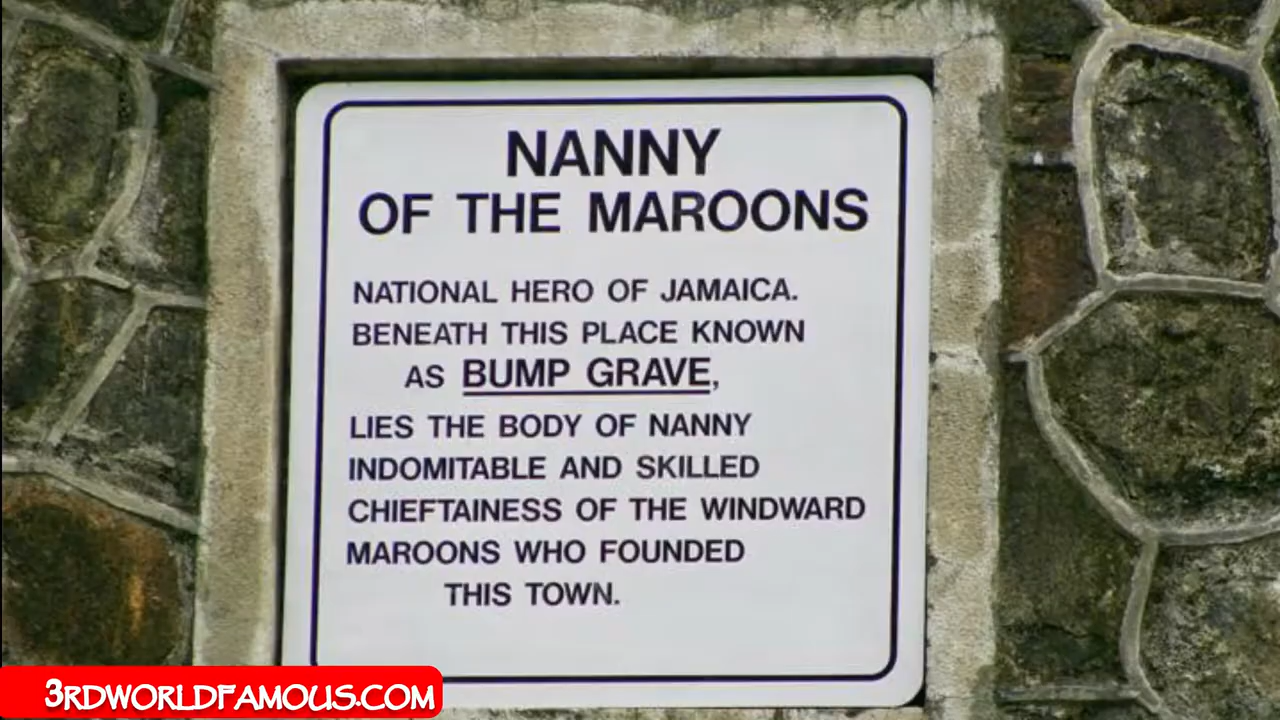 NANNY
OF THE MAROONS
NATIONAL HERO OF JAMAICA.
BENEATH THIS PLACE KNOWN
AS BUMP GRAVE,
LIES THE BODY OF NANNY
INDOMITABLE AND SKILLED
CHIEFTAINESS OF THE WINDWARD
MAROONS WHO FOUNDED
THIS TOWN.
3RDWORLDFAMOUS.COM